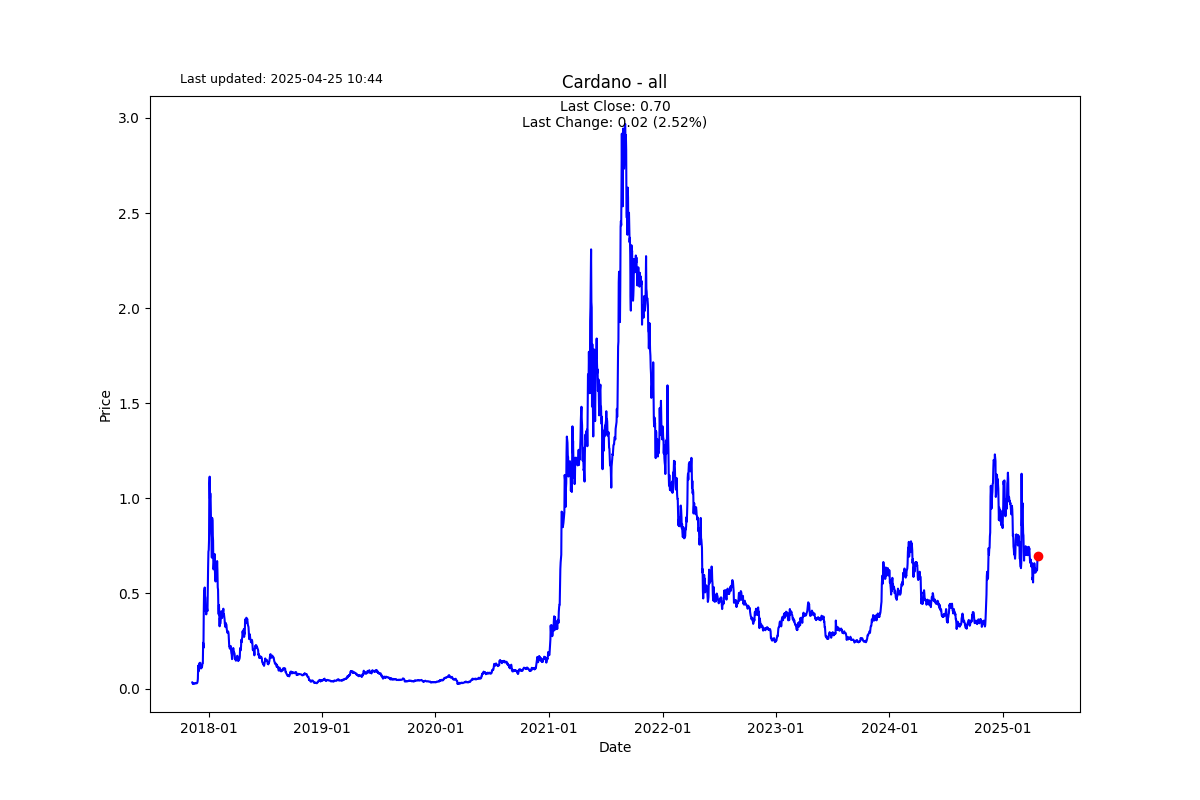 Last updated: 2025-04-25 10:44
Cardano - all
Last Close: 0.70
Last Change: 0.02 (2.52%)
3.0
2.5
2.0
1.5
1.0
0.5
0.0
Price
2018-01 2019-01 2020-01 2021-01 2022-01 2023-01 2024-01 2025-01
Date